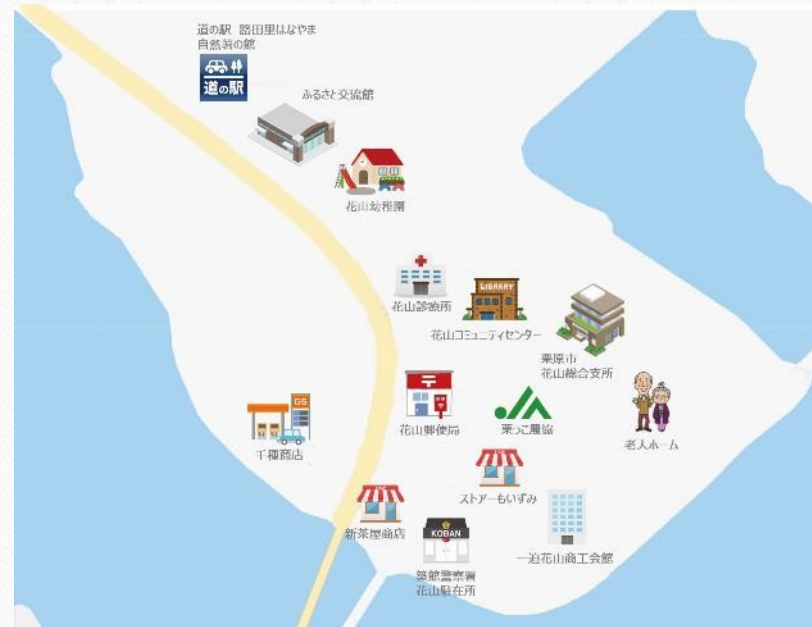 道の駅 路田里はなやま
自然薯の館
道の駅
ふるさと交流館
花山幼稚園
花山診療所
LIBRARY
花山コミュニティセンター
栗原市
花山総合支所
GS
千種商店
花山郵便局
栗っこ農協
老人ホーム
ストアーもいずみ
新茶屋商店
KOBAN
築館警察署
花山駐在所
一迫花山商工会館